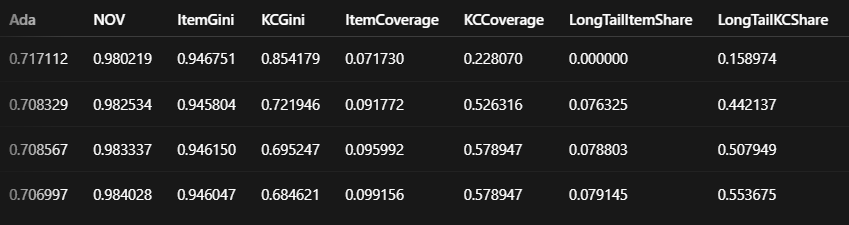 Ada NOV ItemGini KCGini ItemCoverage KCCoverage LongTailItemShare LongTailKCShare
0.717112 0.980219 0.946751 0.854179 0.071730 0.228070 0.000000 0.158974
0.708329 0.982534 0.945804 0.721946 0.091772 0.526316 0.076325 0.442137
0.708567 0.983337 0.946150 0.695247 0.095992 0.578947 0.078803 0.507949
0.706997 0.984028 0.946047 0.684621 0.099156 0.578947 0.079145 0.553675